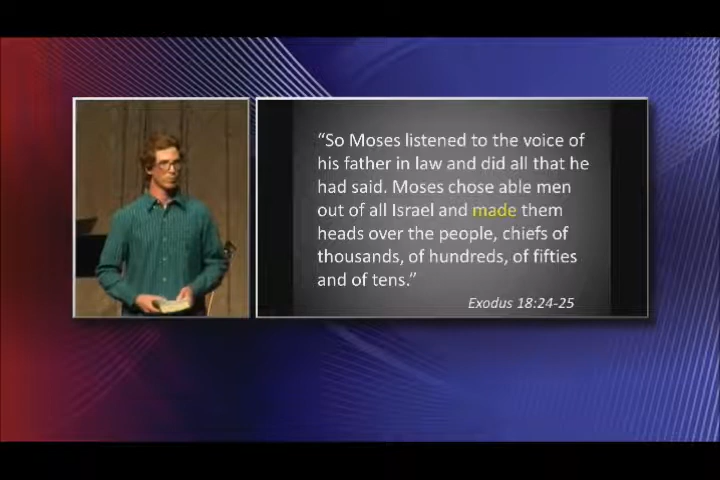 “So Moses listened to the voice of
his father in law and did all that he
had said. Moses chose able men
out of all Israel and made them
heads over the people, chiefs of
thousands, of hundreds, of fifties
and of tens.”
Exodus 18:24-25